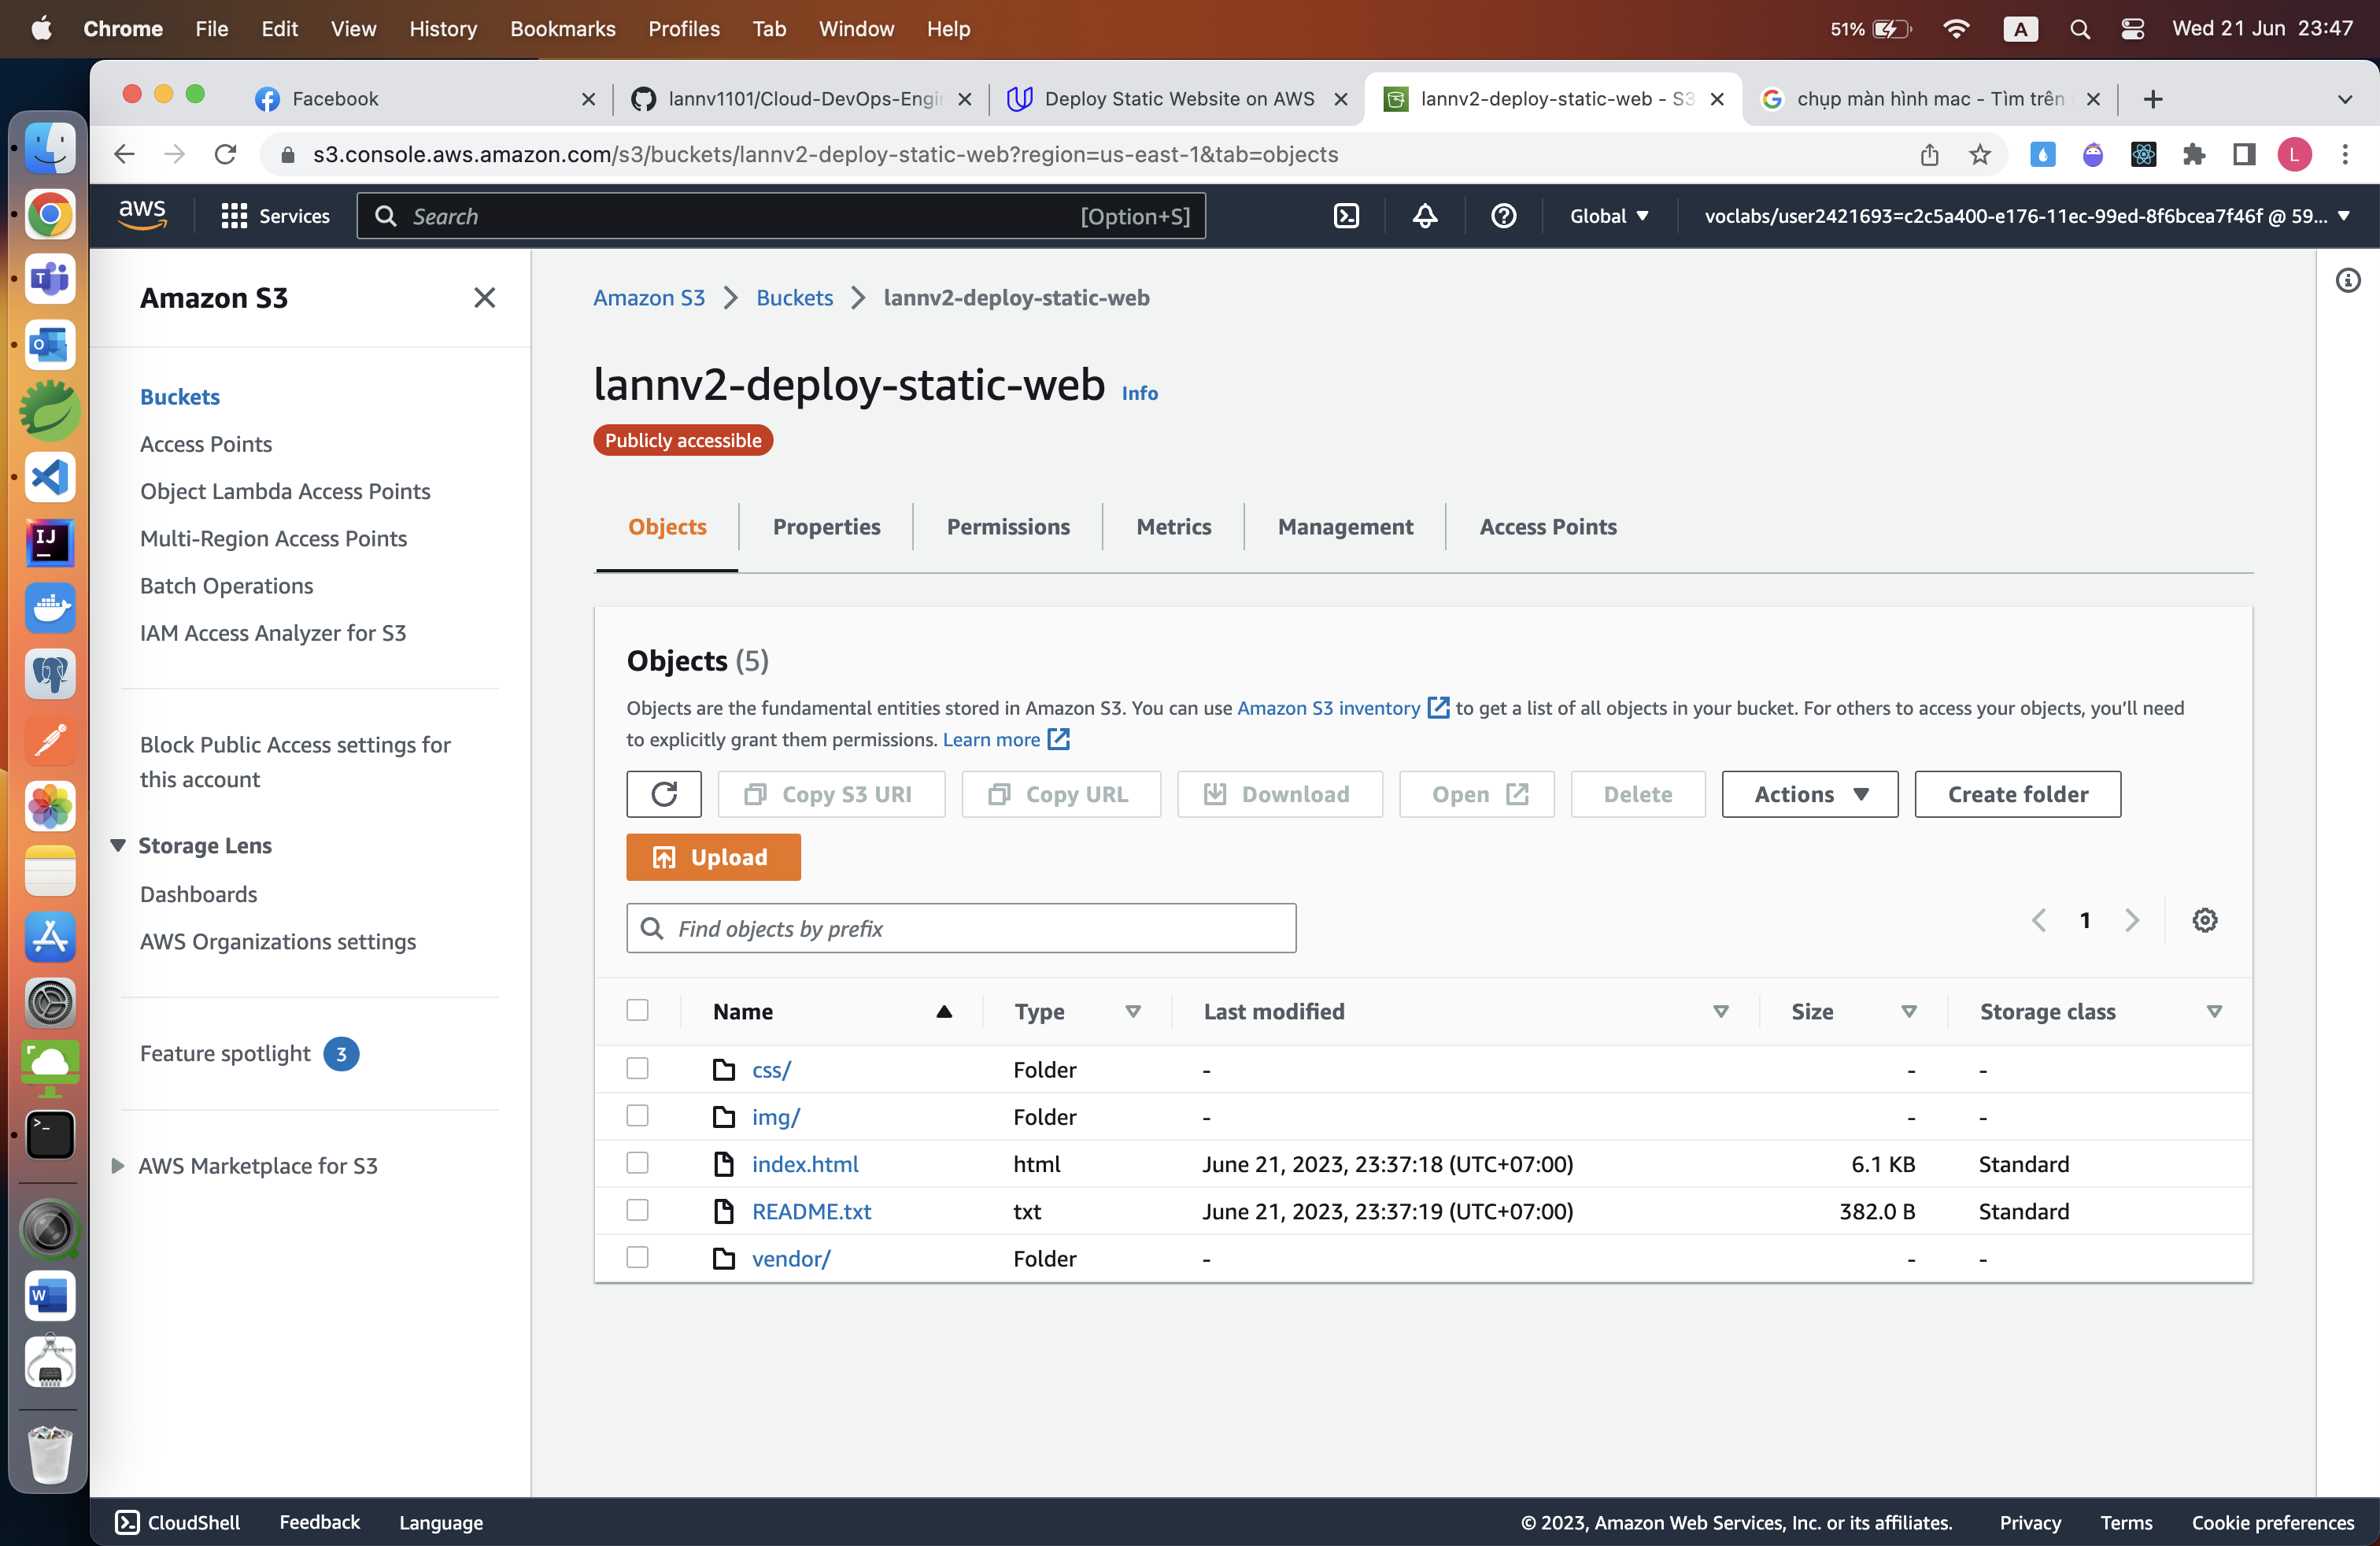 Chrome File Edit View History Bookmarks Profiles Tab Window Help 51% A Wed 21 Jun 23:47
Facebook lannv1101/Cloud-DevOps-Engi Deploy Static Website on AWS lannv2-deploy-static-web - S3 chụp màn hình mac - Tìm trên
s3.console.aws.amazon.com/s3/buckets/lannv2-deploy-static-web?region=us-east-1&tab=objects L
aws Services Search [Option+S] Global voclabs/user2421693=c2c5a400-e176-11ec-99ed-8f6bcea7f46f @ 59...
Amazon S3
Buckets
Access Points
Object Lambda Access Points
Multi-Region Access Points
Batch Operations
IAM Access Analyzer for S3
Block Public Access settings for
this account
Storage Lens
Dashboards
AWS Organizations settings
Feature spotlight 3
AWS Marketplace for S3
Amazon S3 Buckets lannv2-deploy-static-web
lannv2-deploy-static-web Info
Publicly accessible
Objects Properties Permissions Metrics Management Access Points
Objects (5)
Objects are the fundamental entities stored in Amazon S3. You can use Amazon S3 inventory to get a list of all objects in your bucket. For others to access your objects, you’ll need
to explicitly grant them permissions. Learn more
Copy S3 URI Copy URL Download Open Delete Actions Create folder
Upload
Find objects by prefix 1
Name Type Last modified Size Storage class
css/ Folder - - -
img/ Folder - - -
index.html html June 21, 2023, 23:37:18 (UTC+07:00) 6.1 KB Standard
README.txt txt June 21, 2023, 23:37:19 (UTC+07:00) 382.0 B Standard
vendor/ Folder - - -
CloudShell Feedback Language © 2023, Amazon Web Services, Inc. or its affiliates. Privacy Terms Cookie preferences